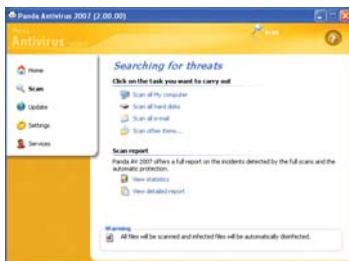 Panda Antivirus 2007 (2.00.00)
Panda
Antivirus 2007
Scan
Home
Scan
Update
Settings
Services
Searching for threats
Click on the task you want to carry out
Scan all My computer
Scan all hard disks
Scan all e-mail
Scan other items...
Scan report
Panda AV 2007 offers a full report on the incidents detected by the full scans and the
automatic protection.
View statistics
View detailed report
Warning
All files will be scanned and infected files will be automatically disinfected.